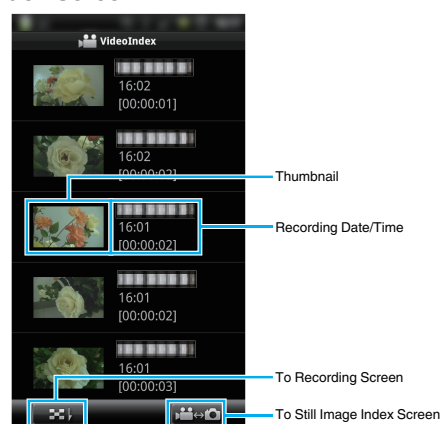 VideoIndex
16:02
[00:00:01]
16:02
[00:00:02]
Thumbnail
16:01
[00:00:02]
Recording Date/Time
16:01
[00:00:02]
16:01
[00:00:03]
To Recording Screen
To Still Image Index Screen